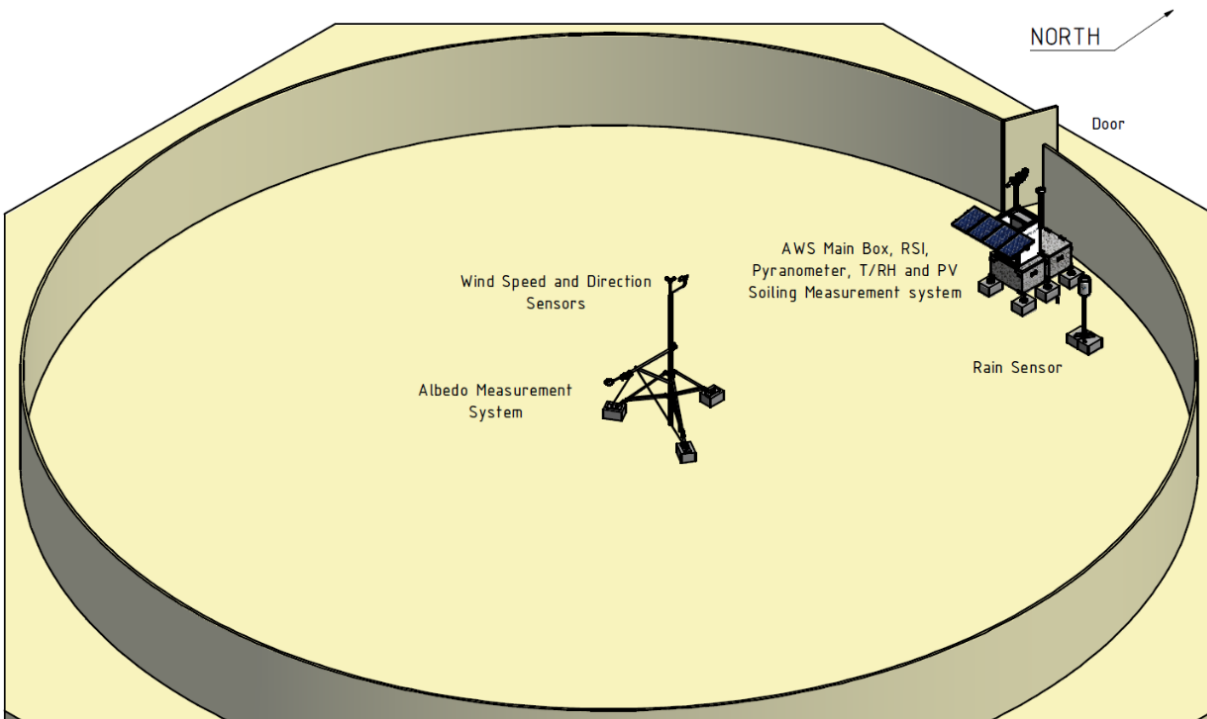 NORTH
Door
AWS Main Box, RSI,
Pyranometer, T/RH and PV
Soiling Measurement system
Wind Speed and Direction
Sensors
Rain Sensor
Albedo Measurement
System